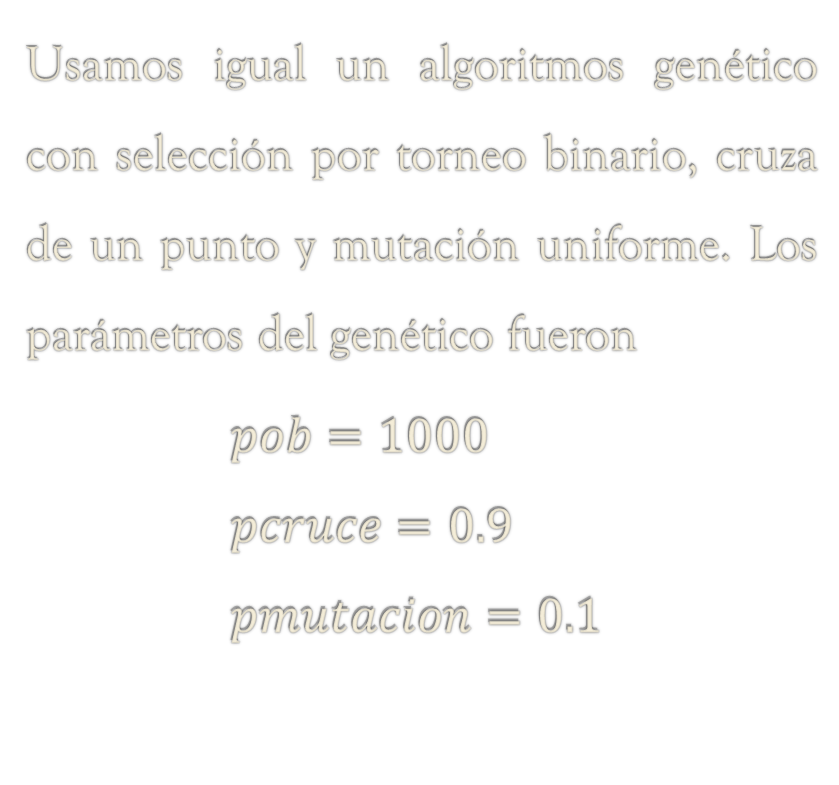 Usamos igual un algoritmos genético
con selección por torneo binario, cruza
de un punto y mutación uniforme. Los
parámetros del genético fueron
pob = 1000
pcruce = 0.9
pmutacion = 0.1